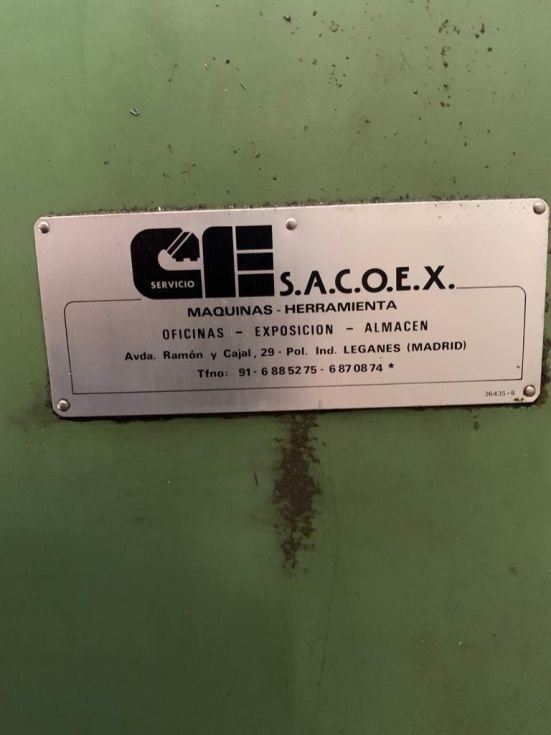 CE
SERVICIO
S.A.C.O.E.X.
MAQUINAS - HERRAMIENTA
OFICINAS - EXPOSICION - ALMACEN
Avda. Ramón y Cajal, 29 - Pol. Ind. LEGANES (MADRID)
Tfno: 91 - 6 88 52 75 - 6 87 08 74 *
36435-S